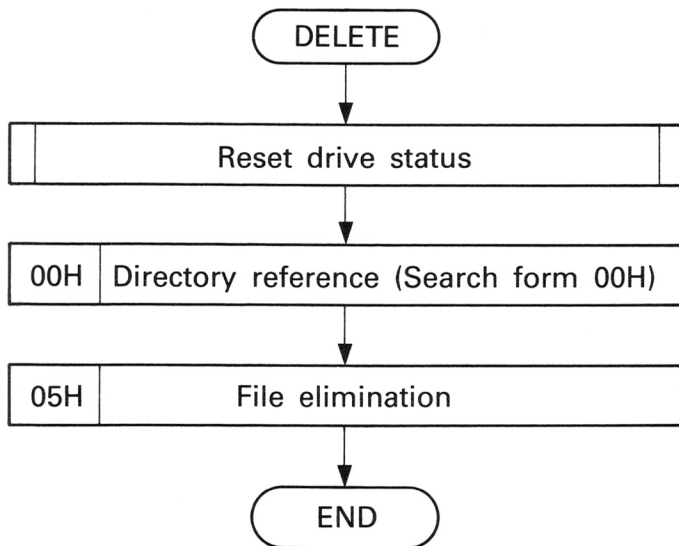 DELETE
Reset drive status
00H Directory reference (Search form 00H)
05H File elimination
END